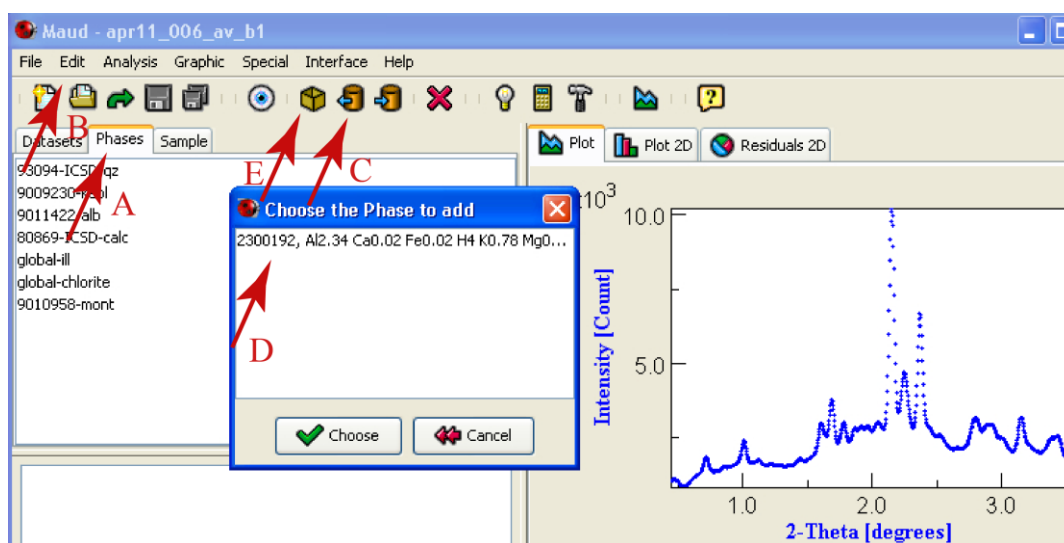 Maud - apr11_006_av_b1
File Edit Analysis Graphic Special Interface Help
Datasets Phases Sample
B
E
C
A
D
93094-ICSD-qz
9009230-kaol
9011422-alb
80869-ICSD-calc
global-ill
global-chlorite
9010958-mont
Choose the Phase to add
2300192, Al2.34 Ca0.02 Fe0.02 H4 K0.78 Mg0...
Choose Cancel
Plot Plot 2D Residuals 2D
10.0
5.0
Intensity [Count]
1.0 2.0 3.0
2-Theta [degrees]